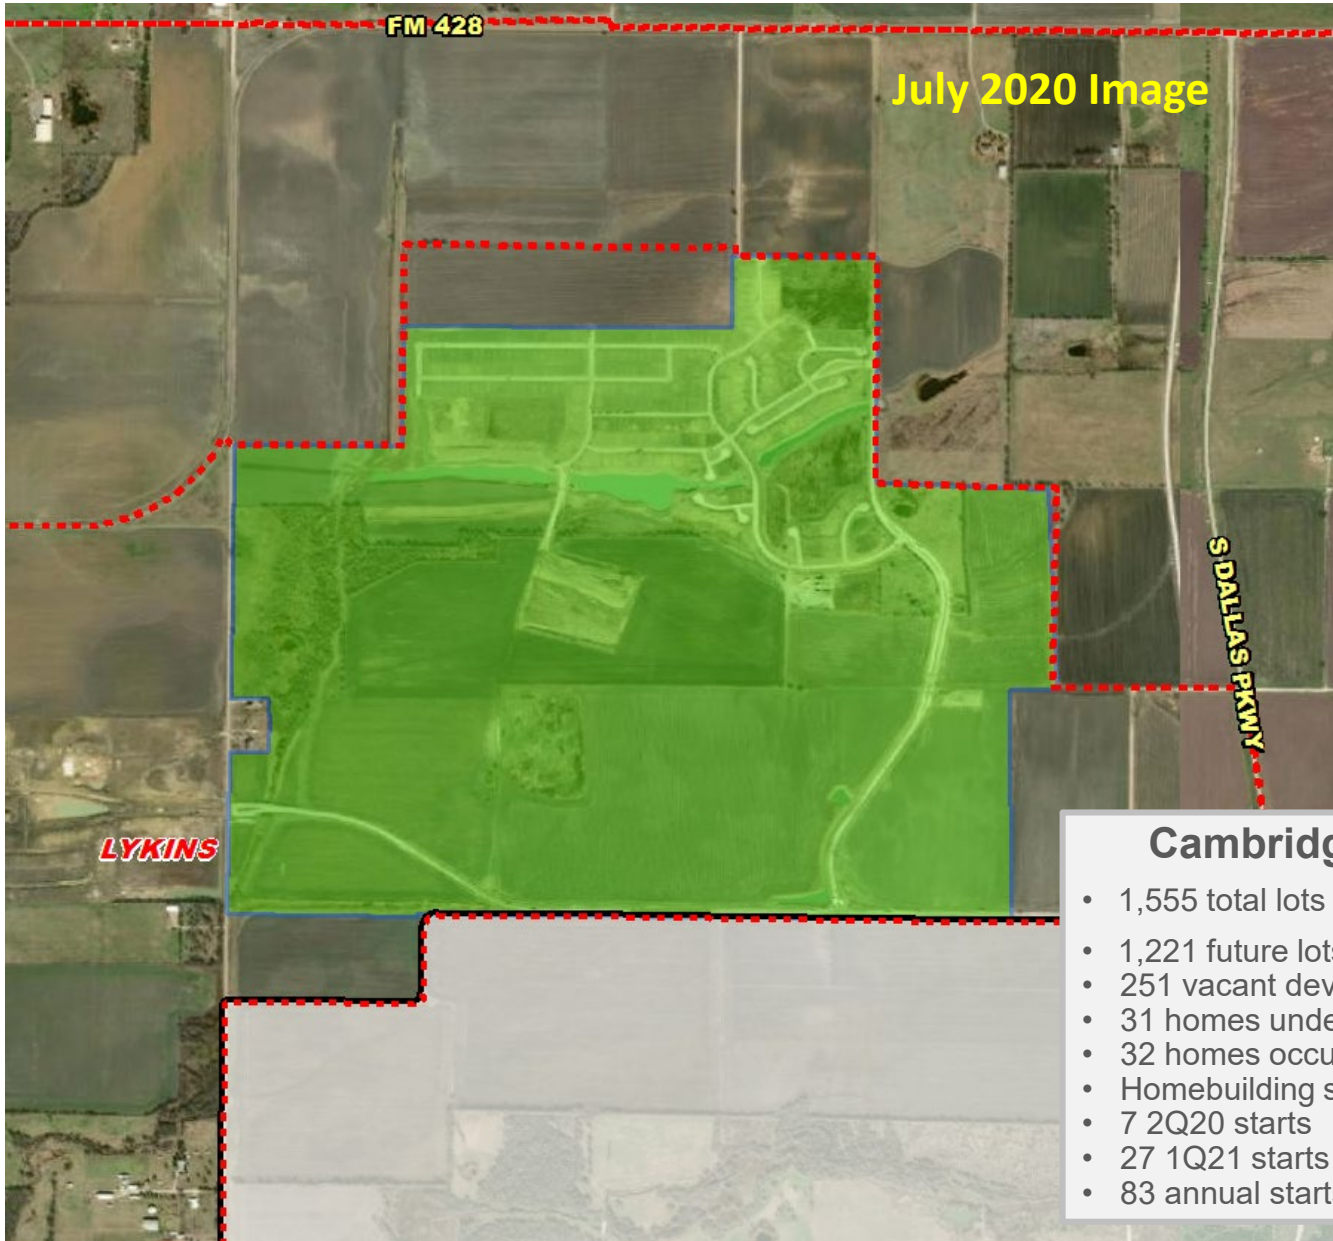 FM 428
July 2020 Image
S DALLAS PKWY
LYKINS
Cambridg
• 1,555 total lots
• 1,221 future lots
• 251 vacant dev
• 31 homes unde
• 32 homes occu
• Homebuilding s
• 7 2Q20 starts
• 27 1Q21 starts
• 83 annual start